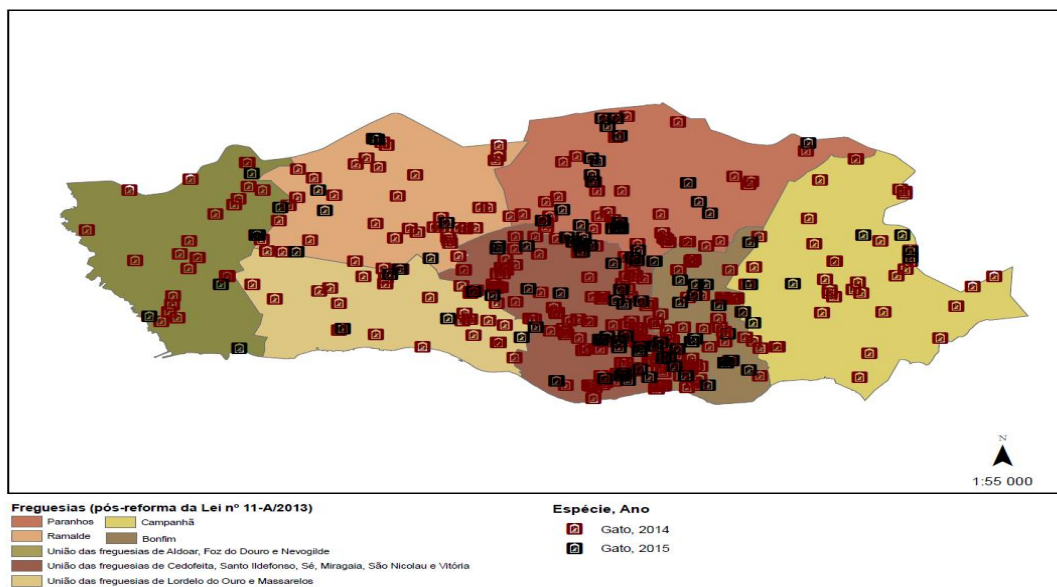 N
1:55 000
Freguesias (pós-reforma da Lei nº 11-A/2013)
Paranhos
Campanhã
Ramalde
Bonfim
União das freguesias de Aldoar, Foz do Douro e Nevogilde
União das freguesias de Cedofeita, Santo Ildefonso, Sé, Miragaia, São Nicolau e Vitória
União das freguesias de Lordelo do Ouro e Massarelos
Espécie, Ano
Gato, 2014
Gato, 2015